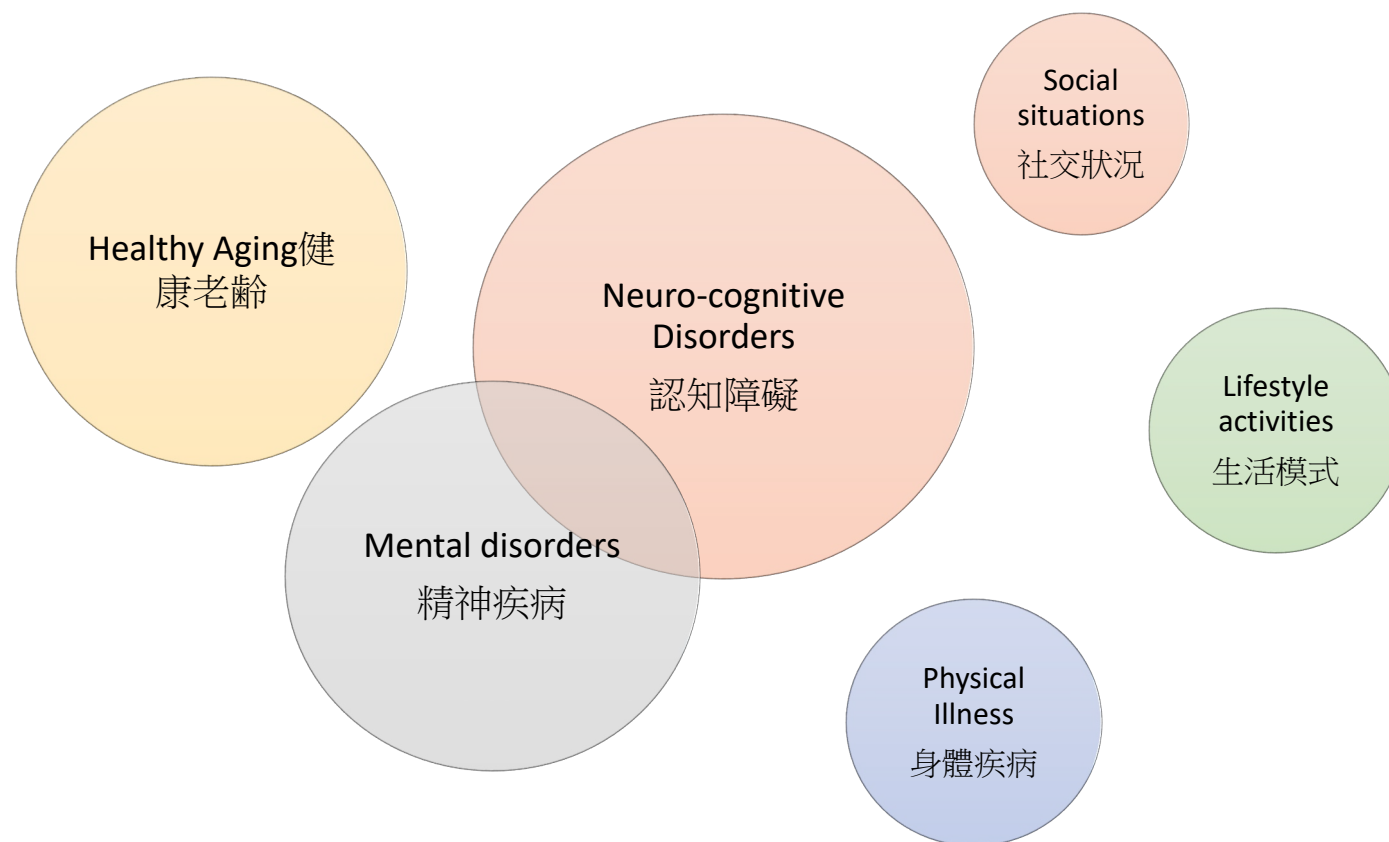 Social
situations
社交狀況
Healthy Aging健
康老齡
Neuro-cognitive
Disorders
認知障礙
Lifestyle
activities
生活模式
Mental disorders
精神疾病
Physical
Illness
身體疾病